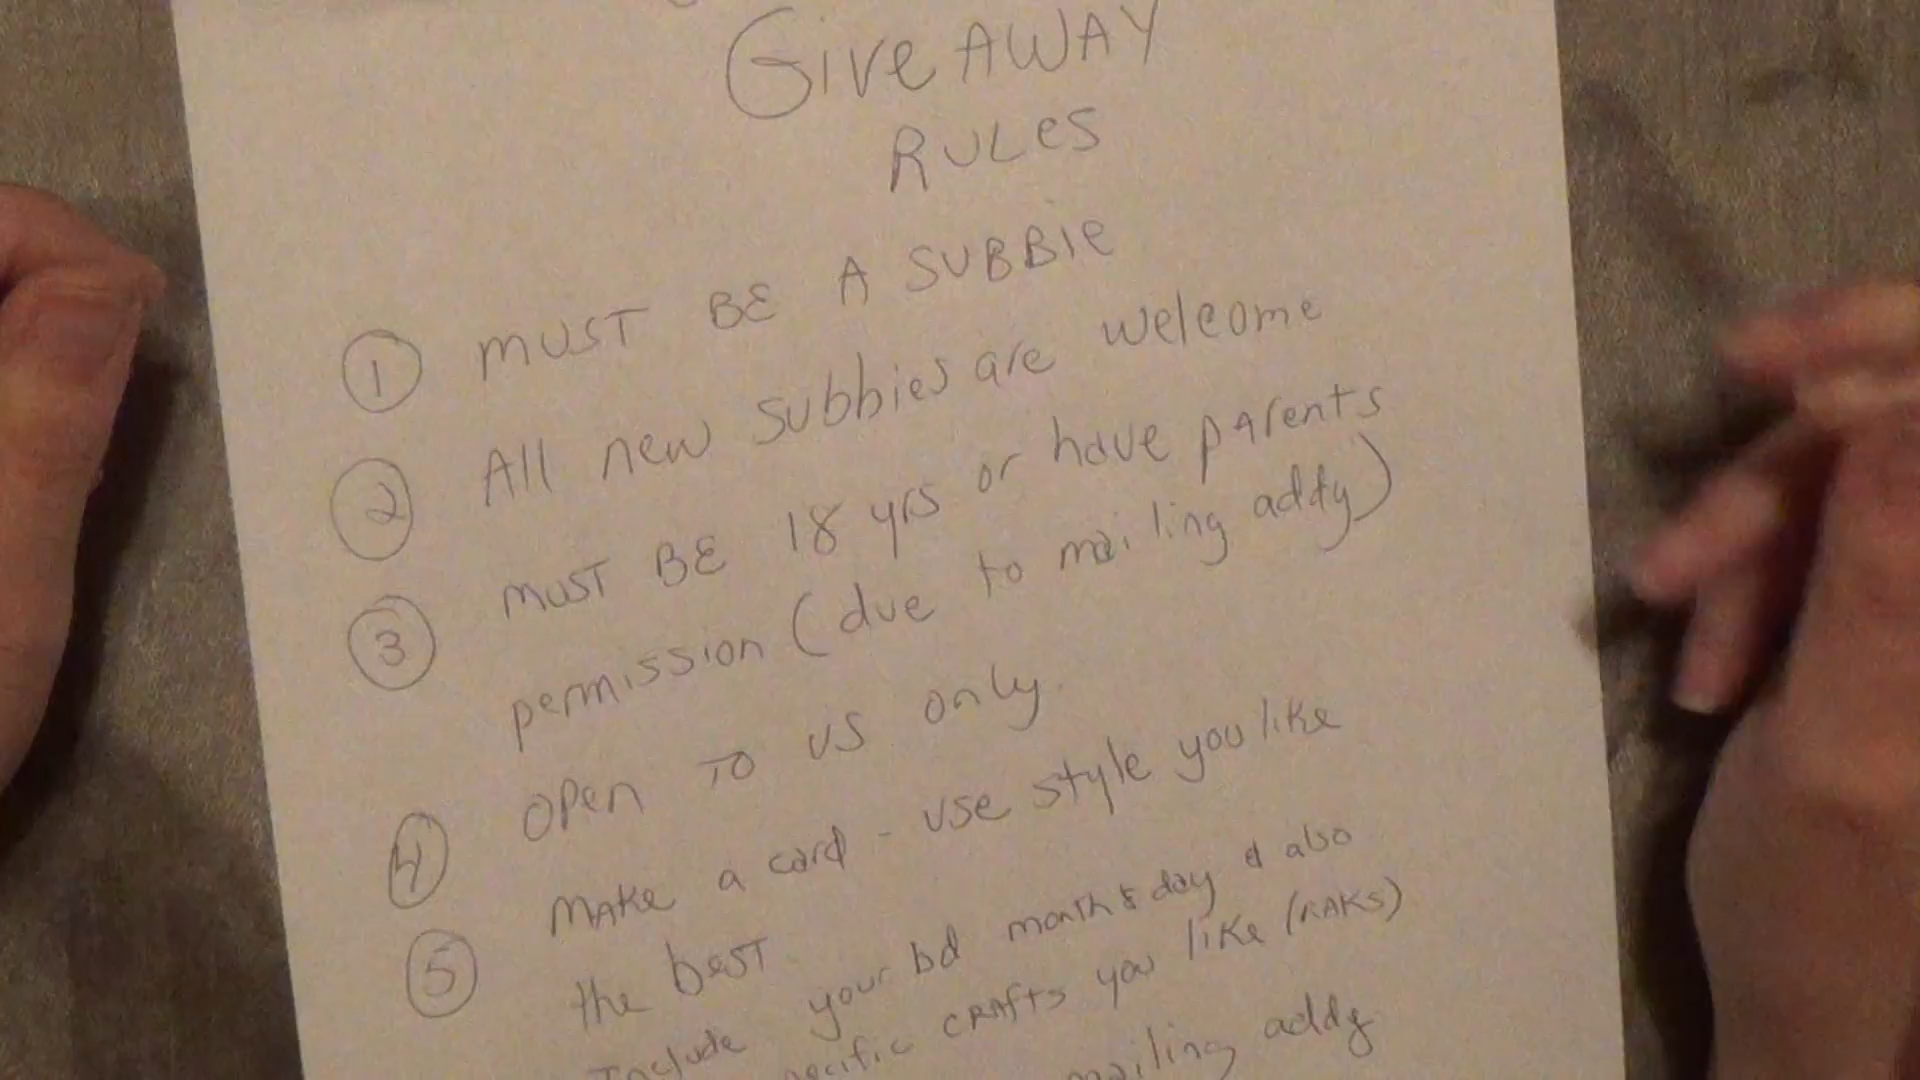 GiveAWAY
RULes
① MUST BE A SUBBIe
② All new subbies are welcome
③ MUST BE 18 yrs or have pArents
permission (due to mailing addy)
④ OPen TO US only.
⑤ MAKe a card - use style you like
the best
Include your bd month & day & also
crafts you like (RAKS)
mailing addy